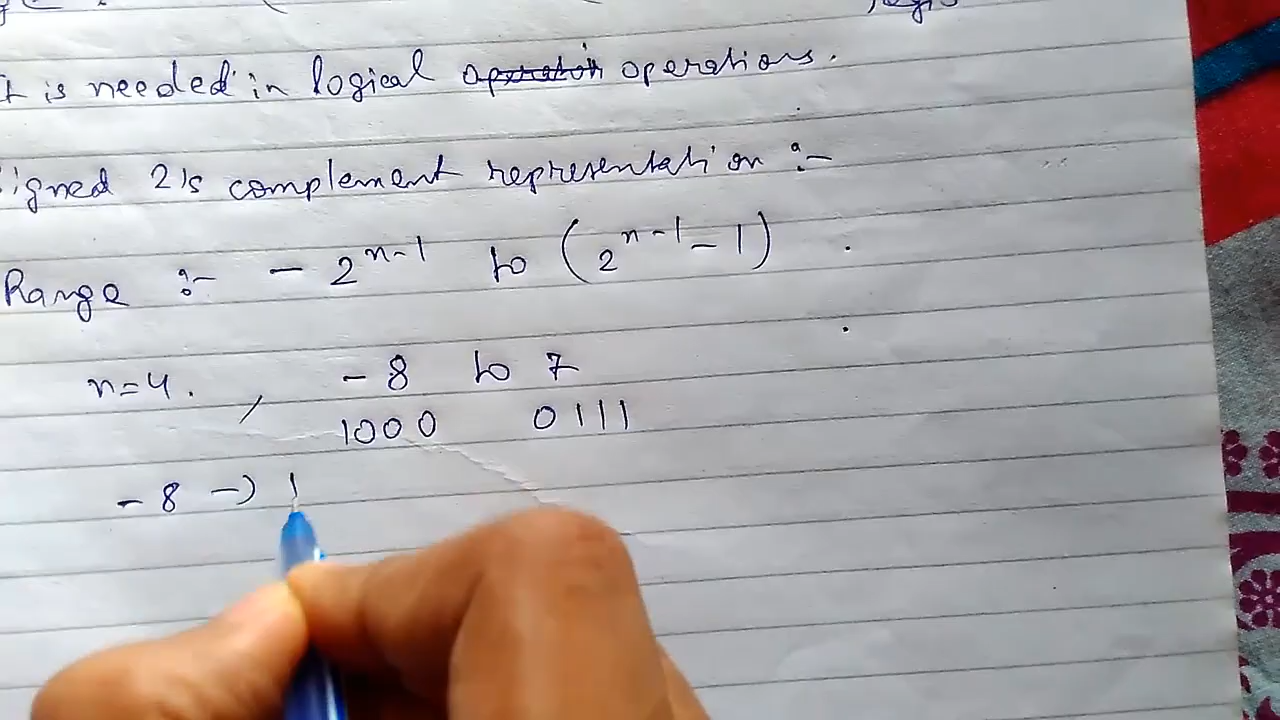 is needed in logical operations.
igned 2's complement representation :-
Range :- - 2^{n-1} to (2^{n-1} - 1)
n=4. , - 8 to 7
1000 0111
- 8 -> 1